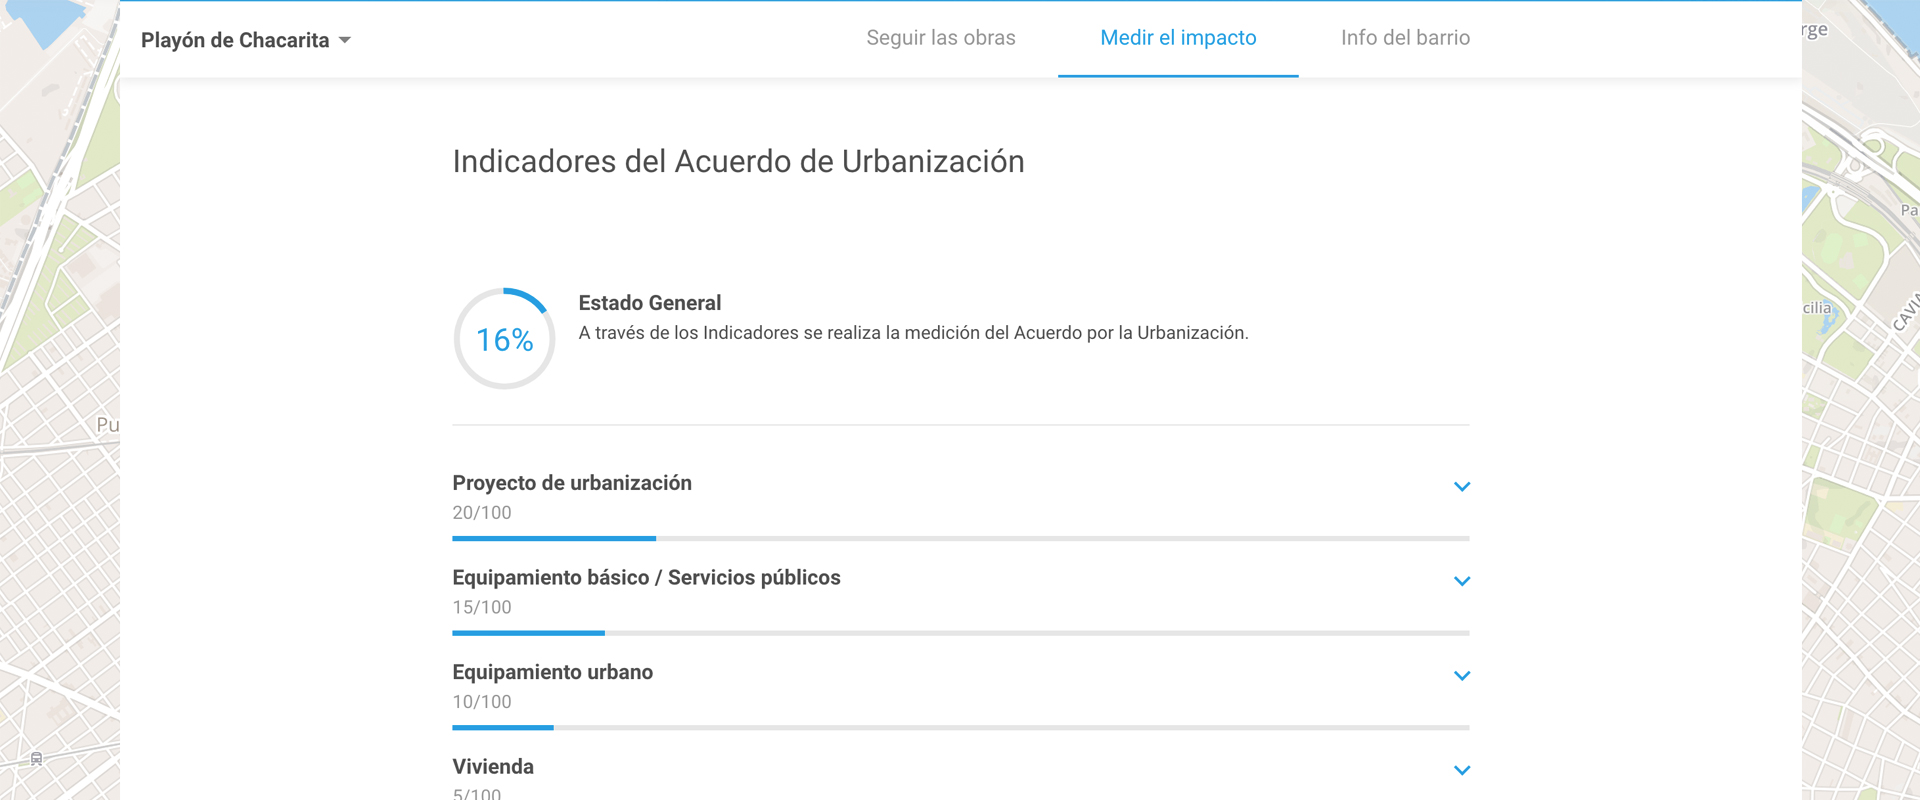 Playón de Chacarita
Seguir las obras
Medir el impacto
Info del barrio
Indicadores del Acuerdo de Urbanización
16%
Estado General
A través de los Indicadores se realiza la medición del Acuerdo por la Urbanización.
Proyecto de urbanización
20/100
Equipamiento básico / Servicios públicos
15/100
Equipamiento urbano
10/100
Vivienda
5/100
Pu
rge
Pa
cilia
CAVIA